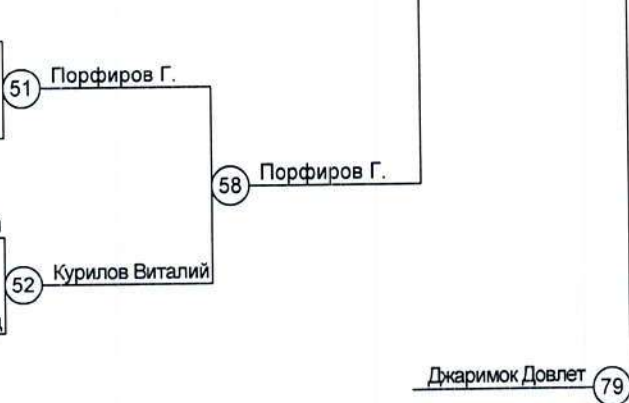 51 Порфиров Г.
58 Порфиров Г.
52 Курилов Виталий
Джаримок Довлет 79